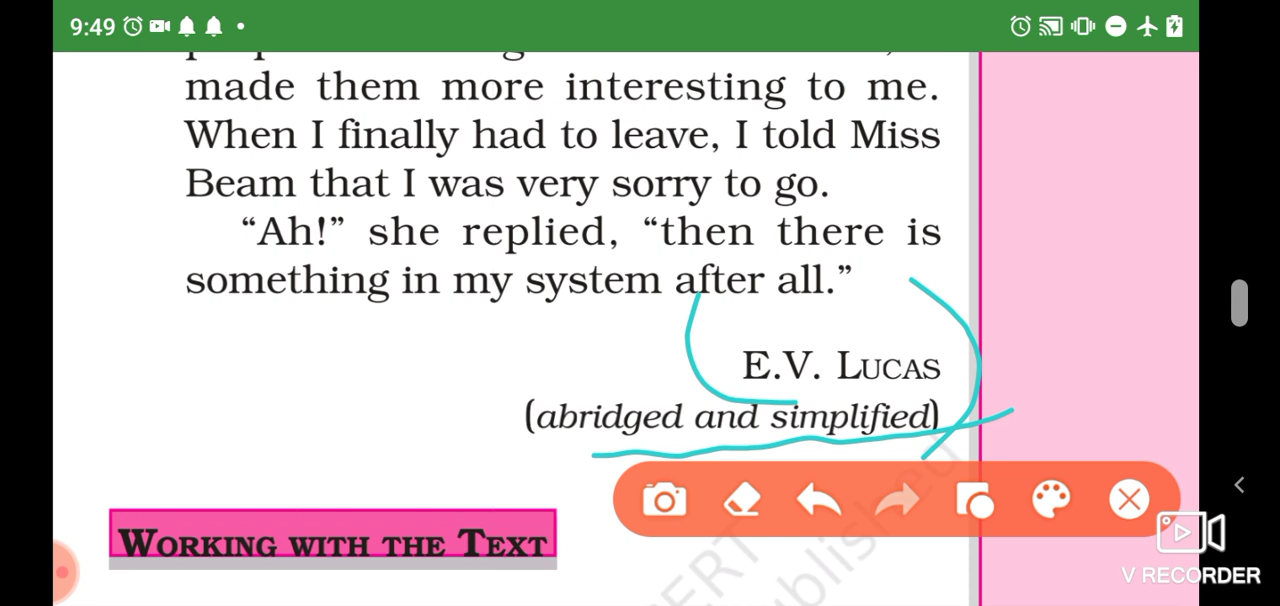 9:49
made them more interesting to me.
When I finally had to leave, I told Miss
Beam that I was very sorry to go.
“Ah!” she replied, “then there is
something in my system after all.”
E.V. LUCAS
(abridged and simplified)
WORKING WITH THE TEXT
V RECORDER